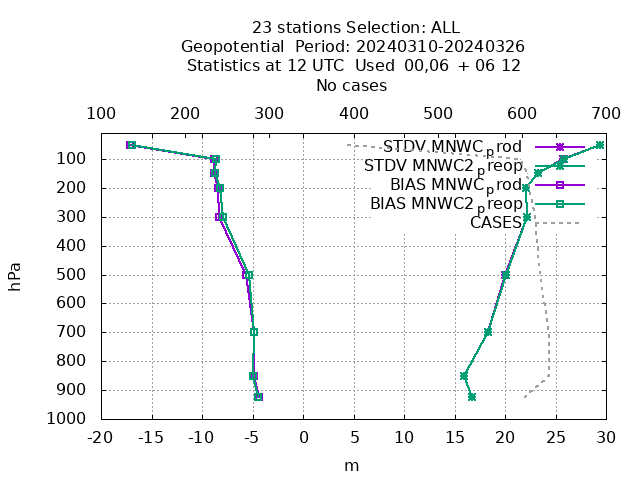 23 stations Selection: ALL
Geopotential  Period: 20240310-20240326
Statistics at 12 UTC  Used  00,06  + 06 12
No cases
100 200 300 400 500 600 700
STDV MNWC_prod
STDV MNWC2_preop
BIAS MNWC_prod
BIAS MNWC2_preop
CASES
hPa
100
200
300
400
500
600
700
800
900
1000
-20 -15 -10 -5 0 5 10 15 20 25 30
m